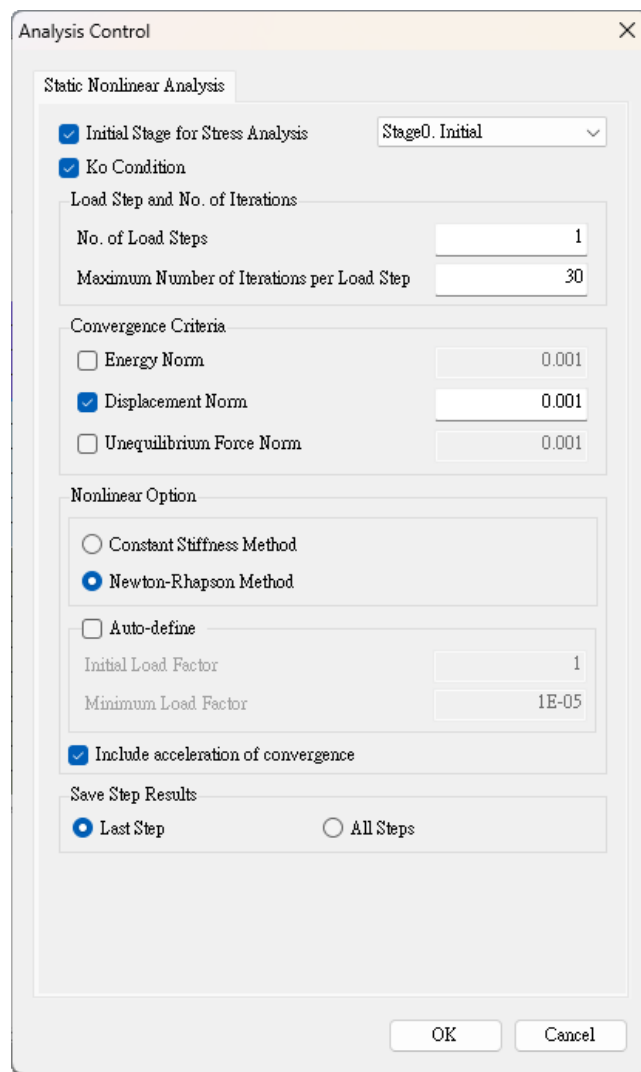 Analysis Control
Static Nonlinear Analysis
Initial Stage for Stress Analysis Stage0. Initial
Ko Condition
Load Step and No. of Iterations
No. of Load Steps 1
Maximum Number of Iterations per Load Step 30
Convergence Criteria
Energy Norm 0.001
Displacement Norm 0.001
Unequilibrium Force Norm 0.001
Nonlinear Option
Constant Stiffness Method
Newton-Rhapson Method
Auto-define
Initial Load Factor 1
Minimum Load Factor 1E-05
Include acceleration of convergence
Save Step Results
Last Step All Steps
OK Cancel